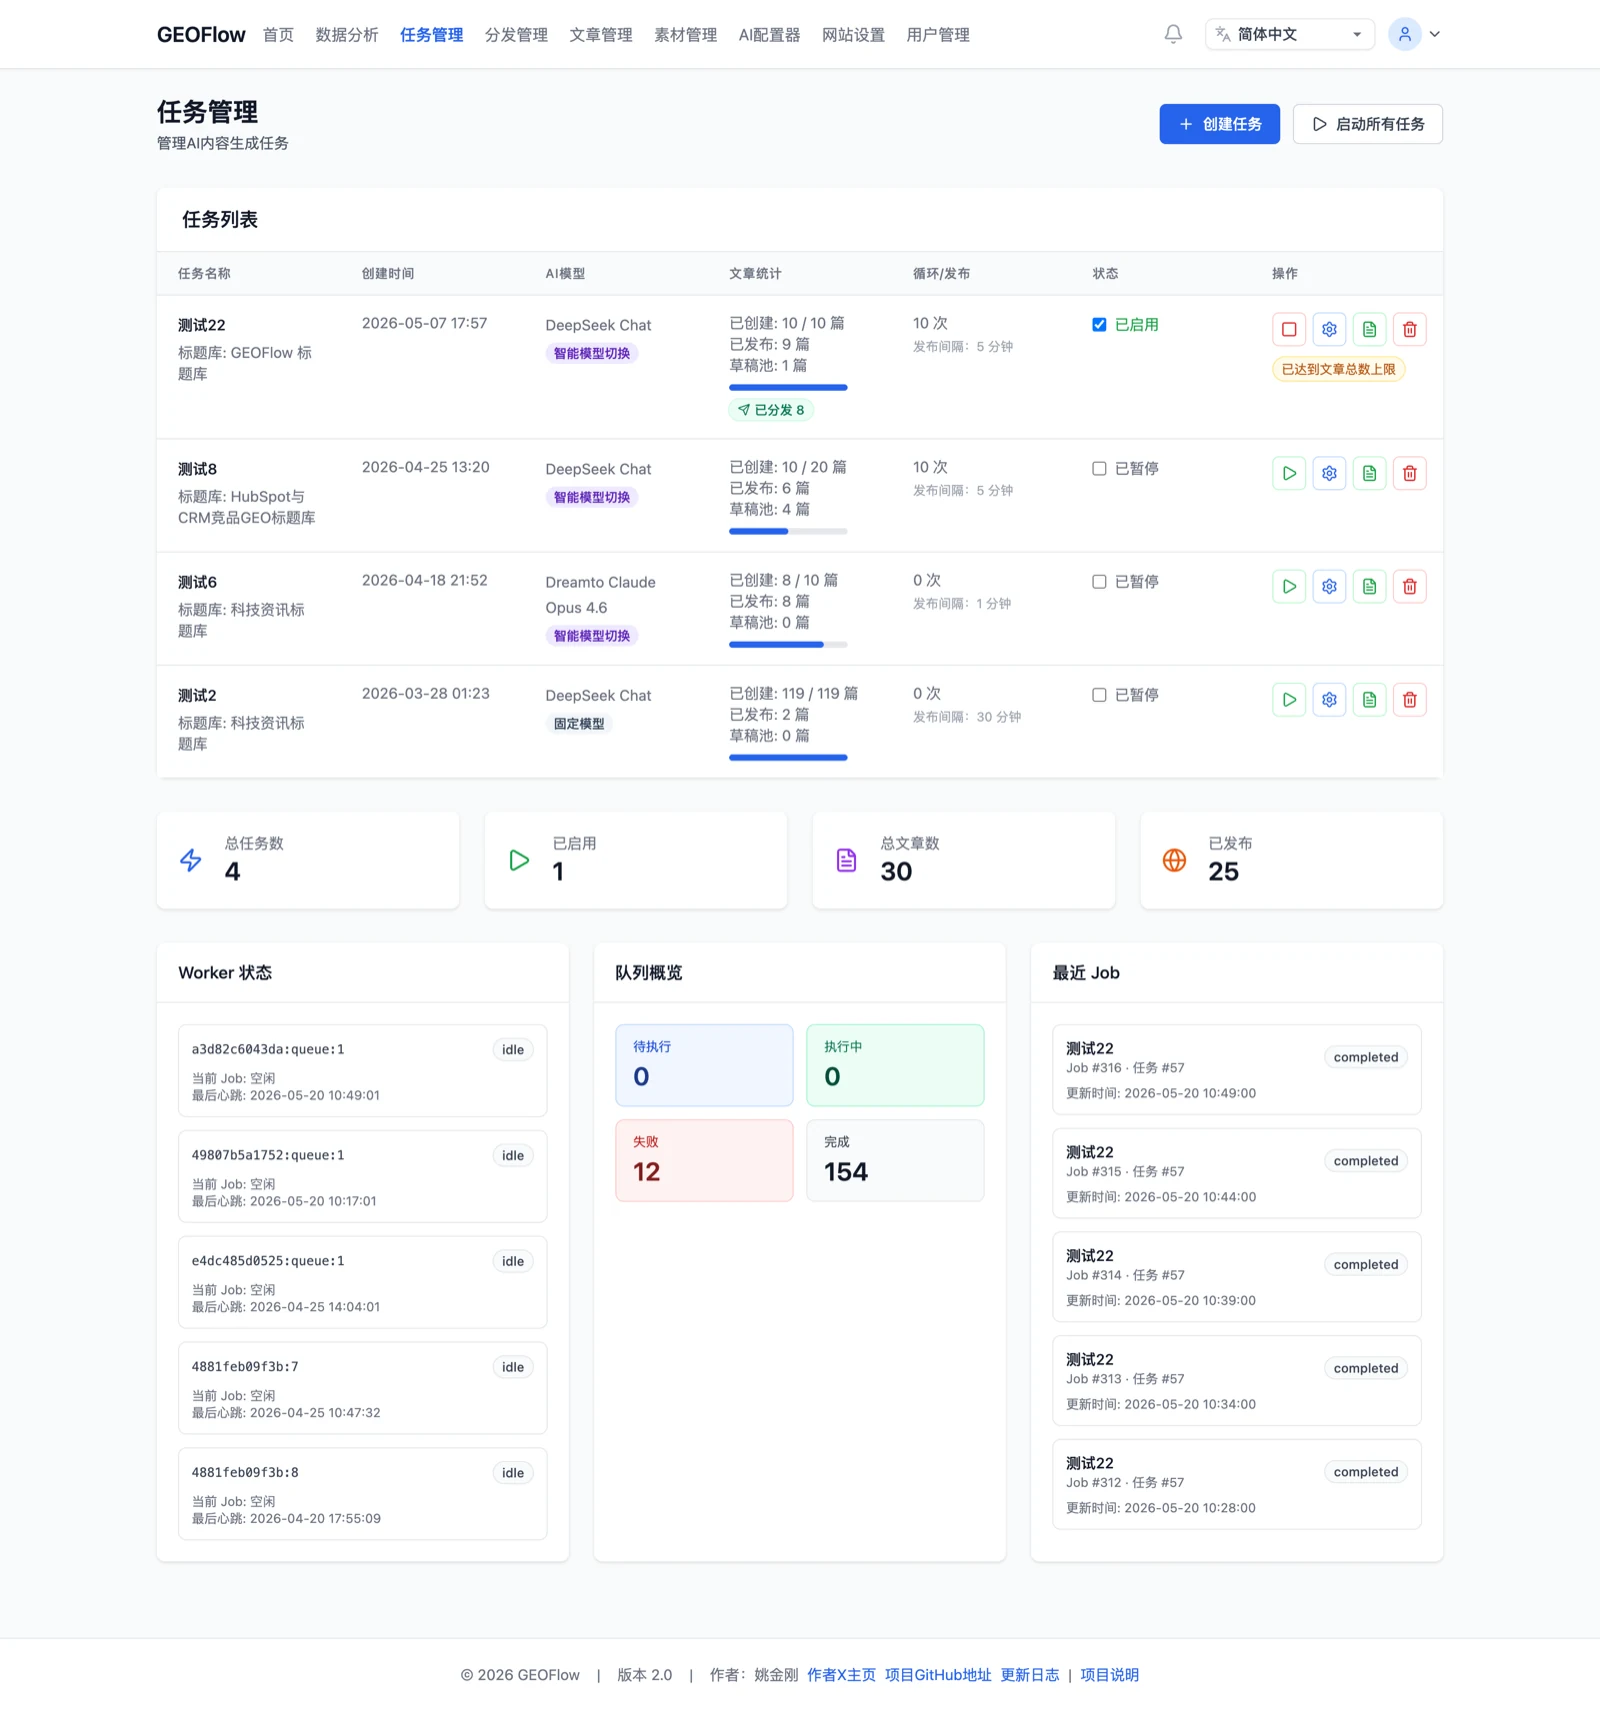 GEOFlow 首页 数据分析 任务管理 分发管理 文章管理 素材管理 AI配置器 网站设置 用户管理 简体中文
任务管理
管理AI内容生成任务
创建任务 启动所有任务
任务列表
任务名称 创建时间 AI模型 文章统计 循环/发布 状态 操作
测试22
标题库: GEOFlow 标
题库
2026-05-07 17:57
DeepSeek Chat
智能模型切换
已创建: 10 / 10 篇
已发布: 9 篇
草稿池: 1 篇
已分发 8
10 次
发布间隔: 5 分钟
已启用
已达到文章总数上限
测试8
标题库: HubSpot与
CRM竞品GEO标题库
2026-04-25 13:20
DeepSeek Chat
智能模型切换
已创建: 10 / 20 篇
已发布: 6 篇
草稿池: 4 篇
10 次
发布间隔: 5 分钟
已暂停
测试6
标题库: 科技资讯标
题库
2026-04-18 21:52
Dreamto Claude
Opus 4.6
智能模型切换
已创建: 8 / 10 篇
已发布: 8 篇
草稿池: 0 篇
0 次
发布间隔: 1 分钟
已暂停
测试2
标题库: 科技资讯标
题库
2026-03-28 01:23
DeepSeek Chat
固定模型
已创建: 119 / 119 篇
已发布: 2 篇
草稿池: 0 篇
0 次
发布间隔: 30 分钟
已暂停
总任务数
4
已启用
1
总文章数
30
已发布
25
Worker 状态
a3d82c6043da:queue:1 idle
当前 Job: 空闲
最后心跳: 2026-05-20 10:49:01
49807b5a1752:queue:1 idle
当前 Job: 空闲
最后心跳: 2026-05-20 10:17:01
e4dc485d0525:queue:1 idle
当前 Job: 空闲
最后心跳: 2026-04-25 14:04:01
4881feb09f3b:7 idle
当前 Job: 空闲
最后心跳: 2026-04-25 10:47:32
4881feb09f3b:8 idle
当前 Job: 空闲
最后心跳: 2026-04-20 17:55:09
队列概览
待执行
0
执行中
0
失败
12
完成
154
最近 Job
测试22
Job #316 · 任务 #57
completed
更新时间: 2026-05-20 10:49:00
测试22
Job #315 · 任务 #57
completed
更新时间: 2026-05-20 10:44:00
测试22
Job #314 · 任务 #57
completed
更新时间: 2026-05-20 10:39:00
测试22
Job #313 · 任务 #57
completed
更新时间: 2026-05-20 10:34:00
测试22
Job #312 · 任务 #57
completed
更新时间: 2026-05-20 10:28:00
© 2026 GEOFlow | 版本 2.0 | 作者: 姚金刚 作者X主页 项目GitHub地址 更新日志 | 项目说明